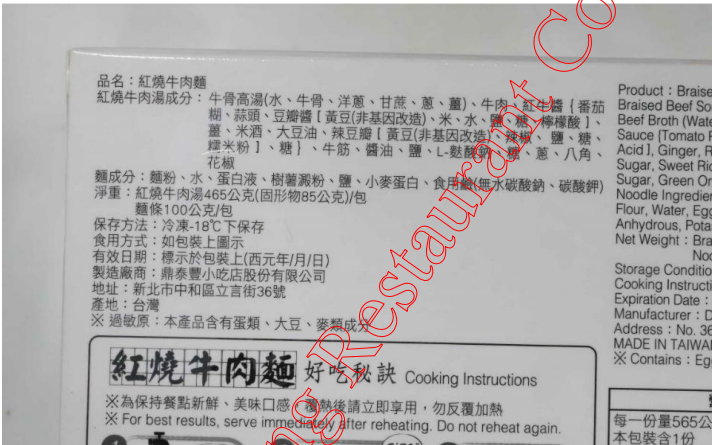 品名：紅燒牛肉麵
紅燒牛肉湯成分：牛骨高湯(水、牛骨、洋蔥、甘蔗、蔥、薑)、牛肉、紅牛醬｛番茄
糊、蒜頭、豆瓣醬［黃豆(非基因改造)、米、水、鹽、糖、檸檬酸］、
薑、米酒、大豆油、辣豆瓣［黃豆(非基因改造)、辣椒、鹽、糖、
糯米粉］、糖｝、牛筋、醬油、鹽、L-麩酸鈉、糖、蔥、八角、
花椒
麵成分：麵粉、水、蛋白液、樹薯澱粉、鹽、小麥蛋白、食用鹼(無水碳酸鈉、碳酸鉀)
淨重：紅燒牛肉湯465公克(固形物85公克)/包
麵條100公克/包
保存方法：冷凍-18℃下保存
食用方式：如包裝上圖示
有效日期：標示於包裝上(西元年/月/日)
製造廠商：鼎泰豐小吃店股份有限公司
地址：新北市中和區立言街36號
產地：台灣
※ 過敏原：本產品含有蛋類、大豆、麥類成分
紅燒牛肉麵 好吃秘訣 Cooking Instructions
※為保持餐點新鮮、美味口感，覆熱後請立即享用，勿反覆加熱
※ For best results, serve immediately after reheating. Do not reheat again.
Product：Braise
Braised Beef So
Beef Broth (Wate
Sauce [Tomato P
Acid ], Ginger, R
Sugar, Sweet Ric
Sugar, Green On
Noodle Ingredien
Flour, Water, Egg
Anhydrous, Pota
Net Weight：Bra
Noo
Storage Conditio
Cooking Instructi
Expiration Date：
Manufacturer：D
Address：No. 36
MADE IN TAIWAN
※ Contains：Eg
每一份量565公
本包裝含1份
Restaurant Co